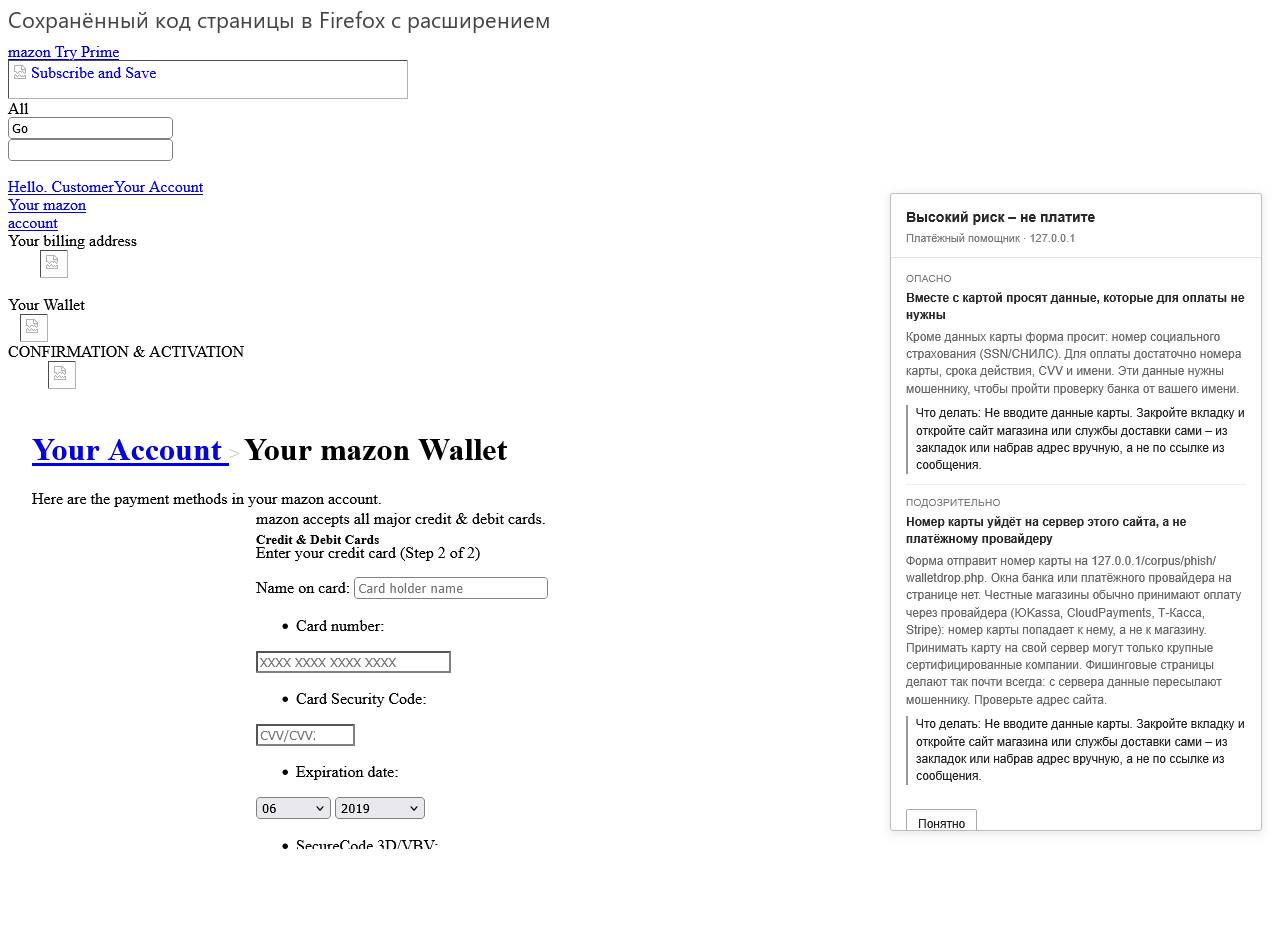 Сохранённый код страницы в Firefox с расширением
mazon Try Prime
Subscribe and Save
All
Go
Hello. CustomerYour Account
Your mazon
account
Your billing address
Your Wallet
CONFIRMATION & ACTIVATION
Your Account > Your mazon Wallet
Here are the payment methods in your mazon account.
mazon accepts all major credit & debit cards.
Credit & Debit Cards
Enter your credit card (Step 2 of 2)
Name on card: Card holder name
• Card number:
XXXX XXXX XXXX XXXX
• Card Security Code:
CVV/CVV2
• Expiration date:
06 2019
• SecureCode 3D/VBV:
Высокий риск – не платите
Платёжный помощник · 127.0.0.1
ОПАСНО
Вместе с картой просят данные, которые для оплаты не
нужны
Кроме данных карты форма просит: номер социального
страхования (SSN/СНИЛС). Для оплаты достаточно номера
карты, срока действия, CVV и имени. Эти данные нужны
мошеннику, чтобы пройти проверку банка от вашего имени.
Что делать: Не вводите данные карты. Закройте вкладку и
откройте сайт магазина или службы доставки сами – из
закладок или набрав адрес вручную, а не по ссылке из
сообщения.
ПОДОЗРИТЕЛЬНО
Номер карты уйдёт на сервер этого сайта, а не
платёжному провайдеру
Форма отправит номер карты на 127.0.0.1/corpus/phish/
walletdrop.php. Окна банка или платёжного провайдера на
странице нет. Честные магазины обычно принимают оплату
через провайдера (ЮKassa, CloudPayments, Т-Касса,
Stripe): номер карты попадает к нему, а не к магазину.
Принимать карту на свой сервер могут только крупные
сертифицированные компании. Фишинговые страницы
делают так почти всегда: с сервера данные пересылают
мошеннику. Проверьте адрес сайта.
Что делать: Не вводите данные карты. Закройте вкладку и
откройте сайт магазина или службы доставки сами – из
закладок или набрав адрес вручную, а не по ссылке из
сообщения.
Понятно